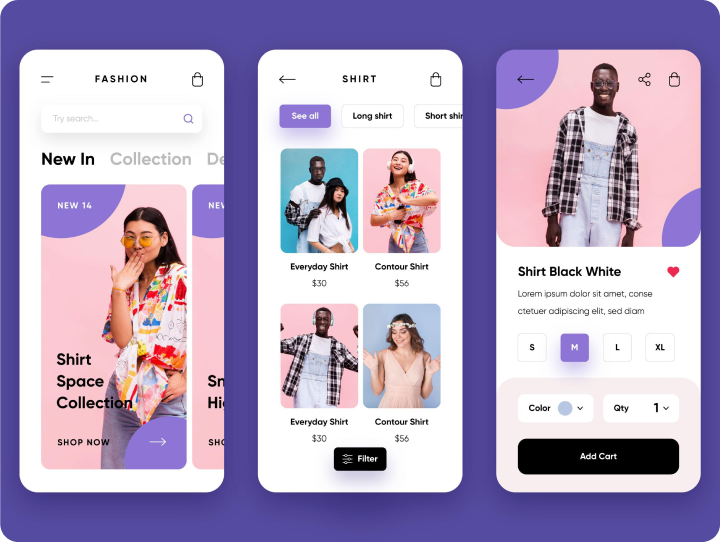 FASHION
Try search...
New In Collection De
NEW 14
NEW
Shirt
Space
Collection
SHOP NOW
Sn
Hi
SHO
SHIRT
See all
Long shirt
Short shir
Everyday Shirt
$30
Contour Shirt
$56
Everyday Shirt
$30
Contour Shirt
$56
Filter
Shirt Black White
Lorem ipsum dolor sit amet, conse
ctetuer adipiscing elit, sed diam
S M L XL
Color
Qty 1
Add Cart